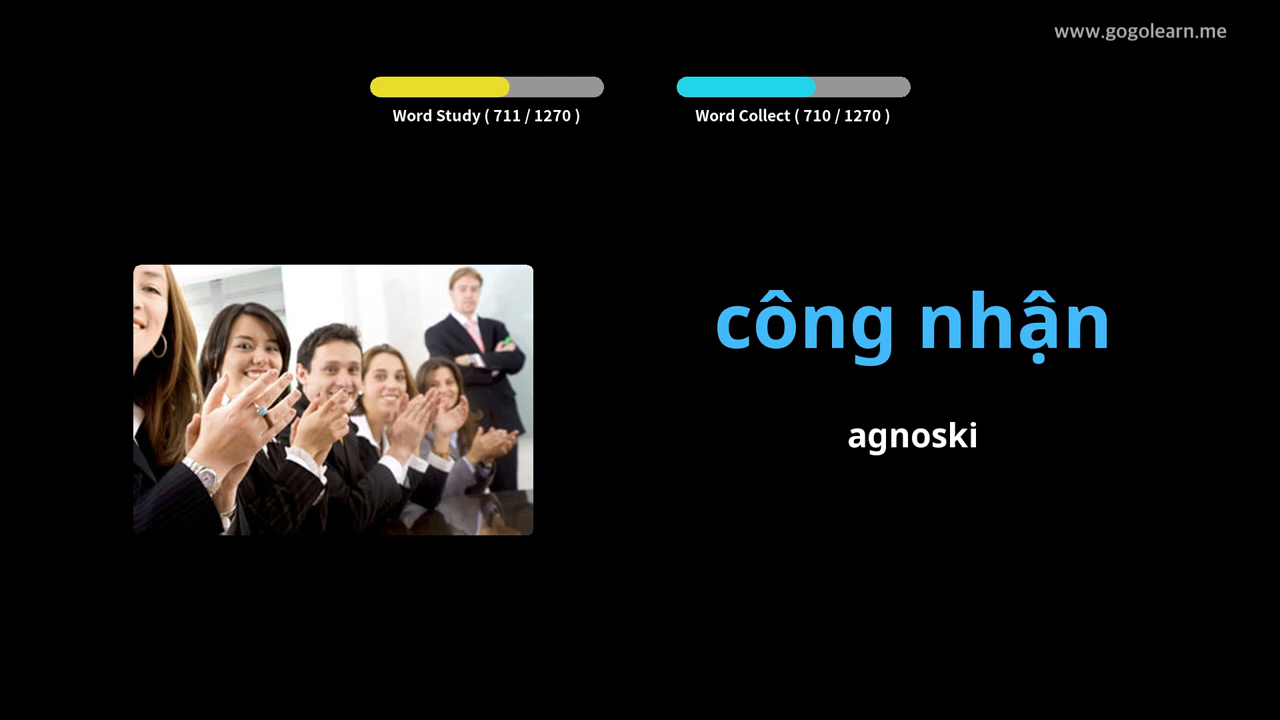 www.gogolearn.me
Word Study ( 711 / 1270 )
Word Collect ( 710 / 1270 )
công nhận
agnoski